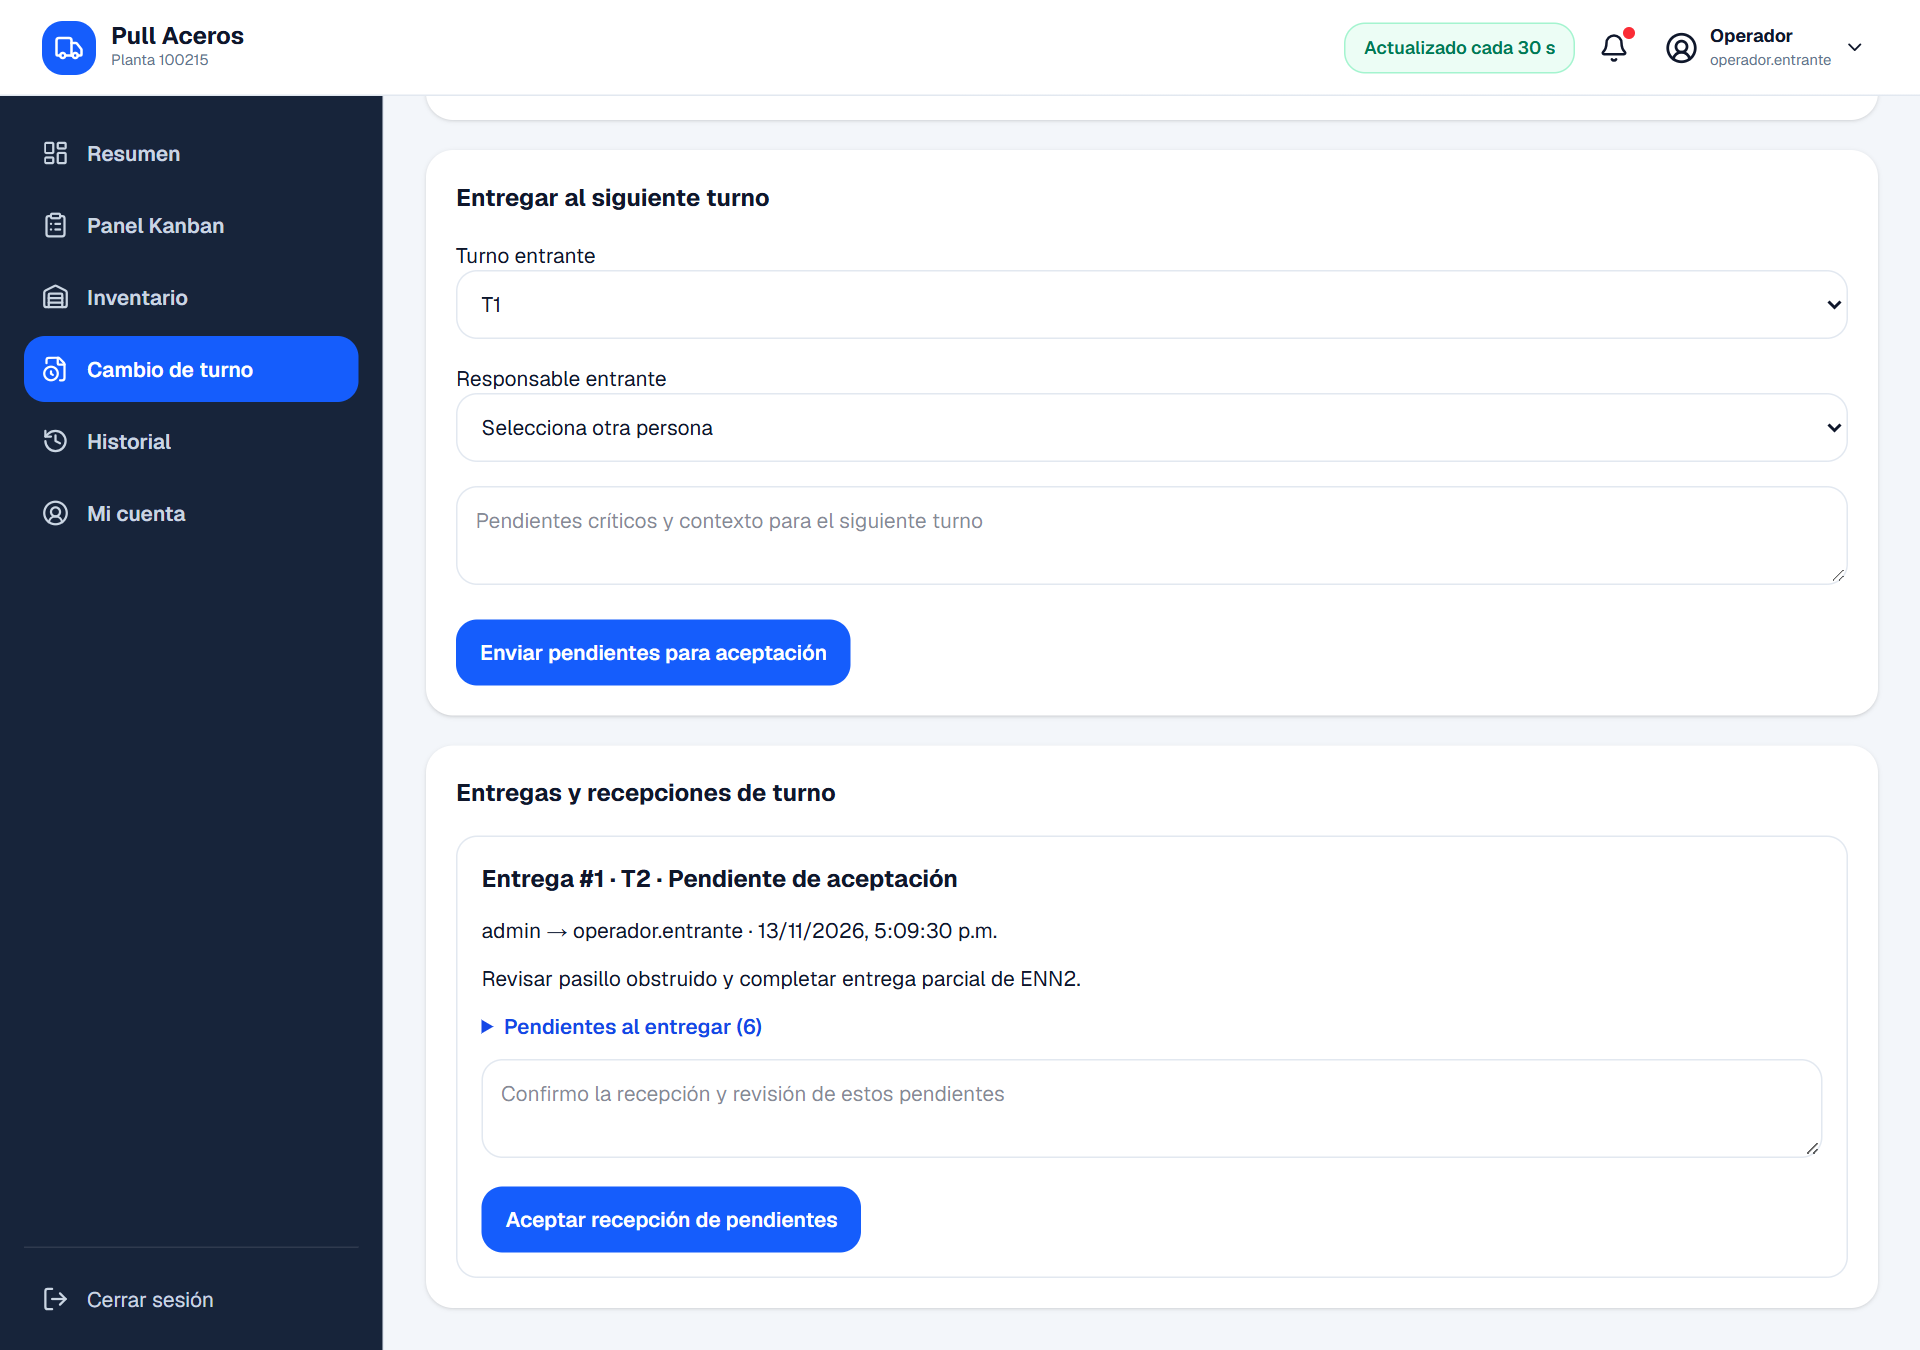 Pull Aceros
Planta 100215
Actualizado cada 30 s
Operador
operador.entrante
Resumen
Panel Kanban
Inventario
Cambio de turno
Historial
Mi cuenta
Cerrar sesión
Entregar al siguiente turno
Turno entrante
T1
Responsable entrante
Selecciona otra persona
Pendientes críticos y contexto para el siguiente turno
Enviar pendientes para aceptación
Entregas y recepciones de turno
Entrega #1 · T2 · Pendiente de aceptación
admin → operador.entrante · 13/11/2026, 5:09:30 p.m.
Revisar pasillo obstruido y completar entrega parcial de ENN2.
Pendientes al entregar (6)
Confirmo la recepción y revisión de estos pendientes
Aceptar recepción de pendientes